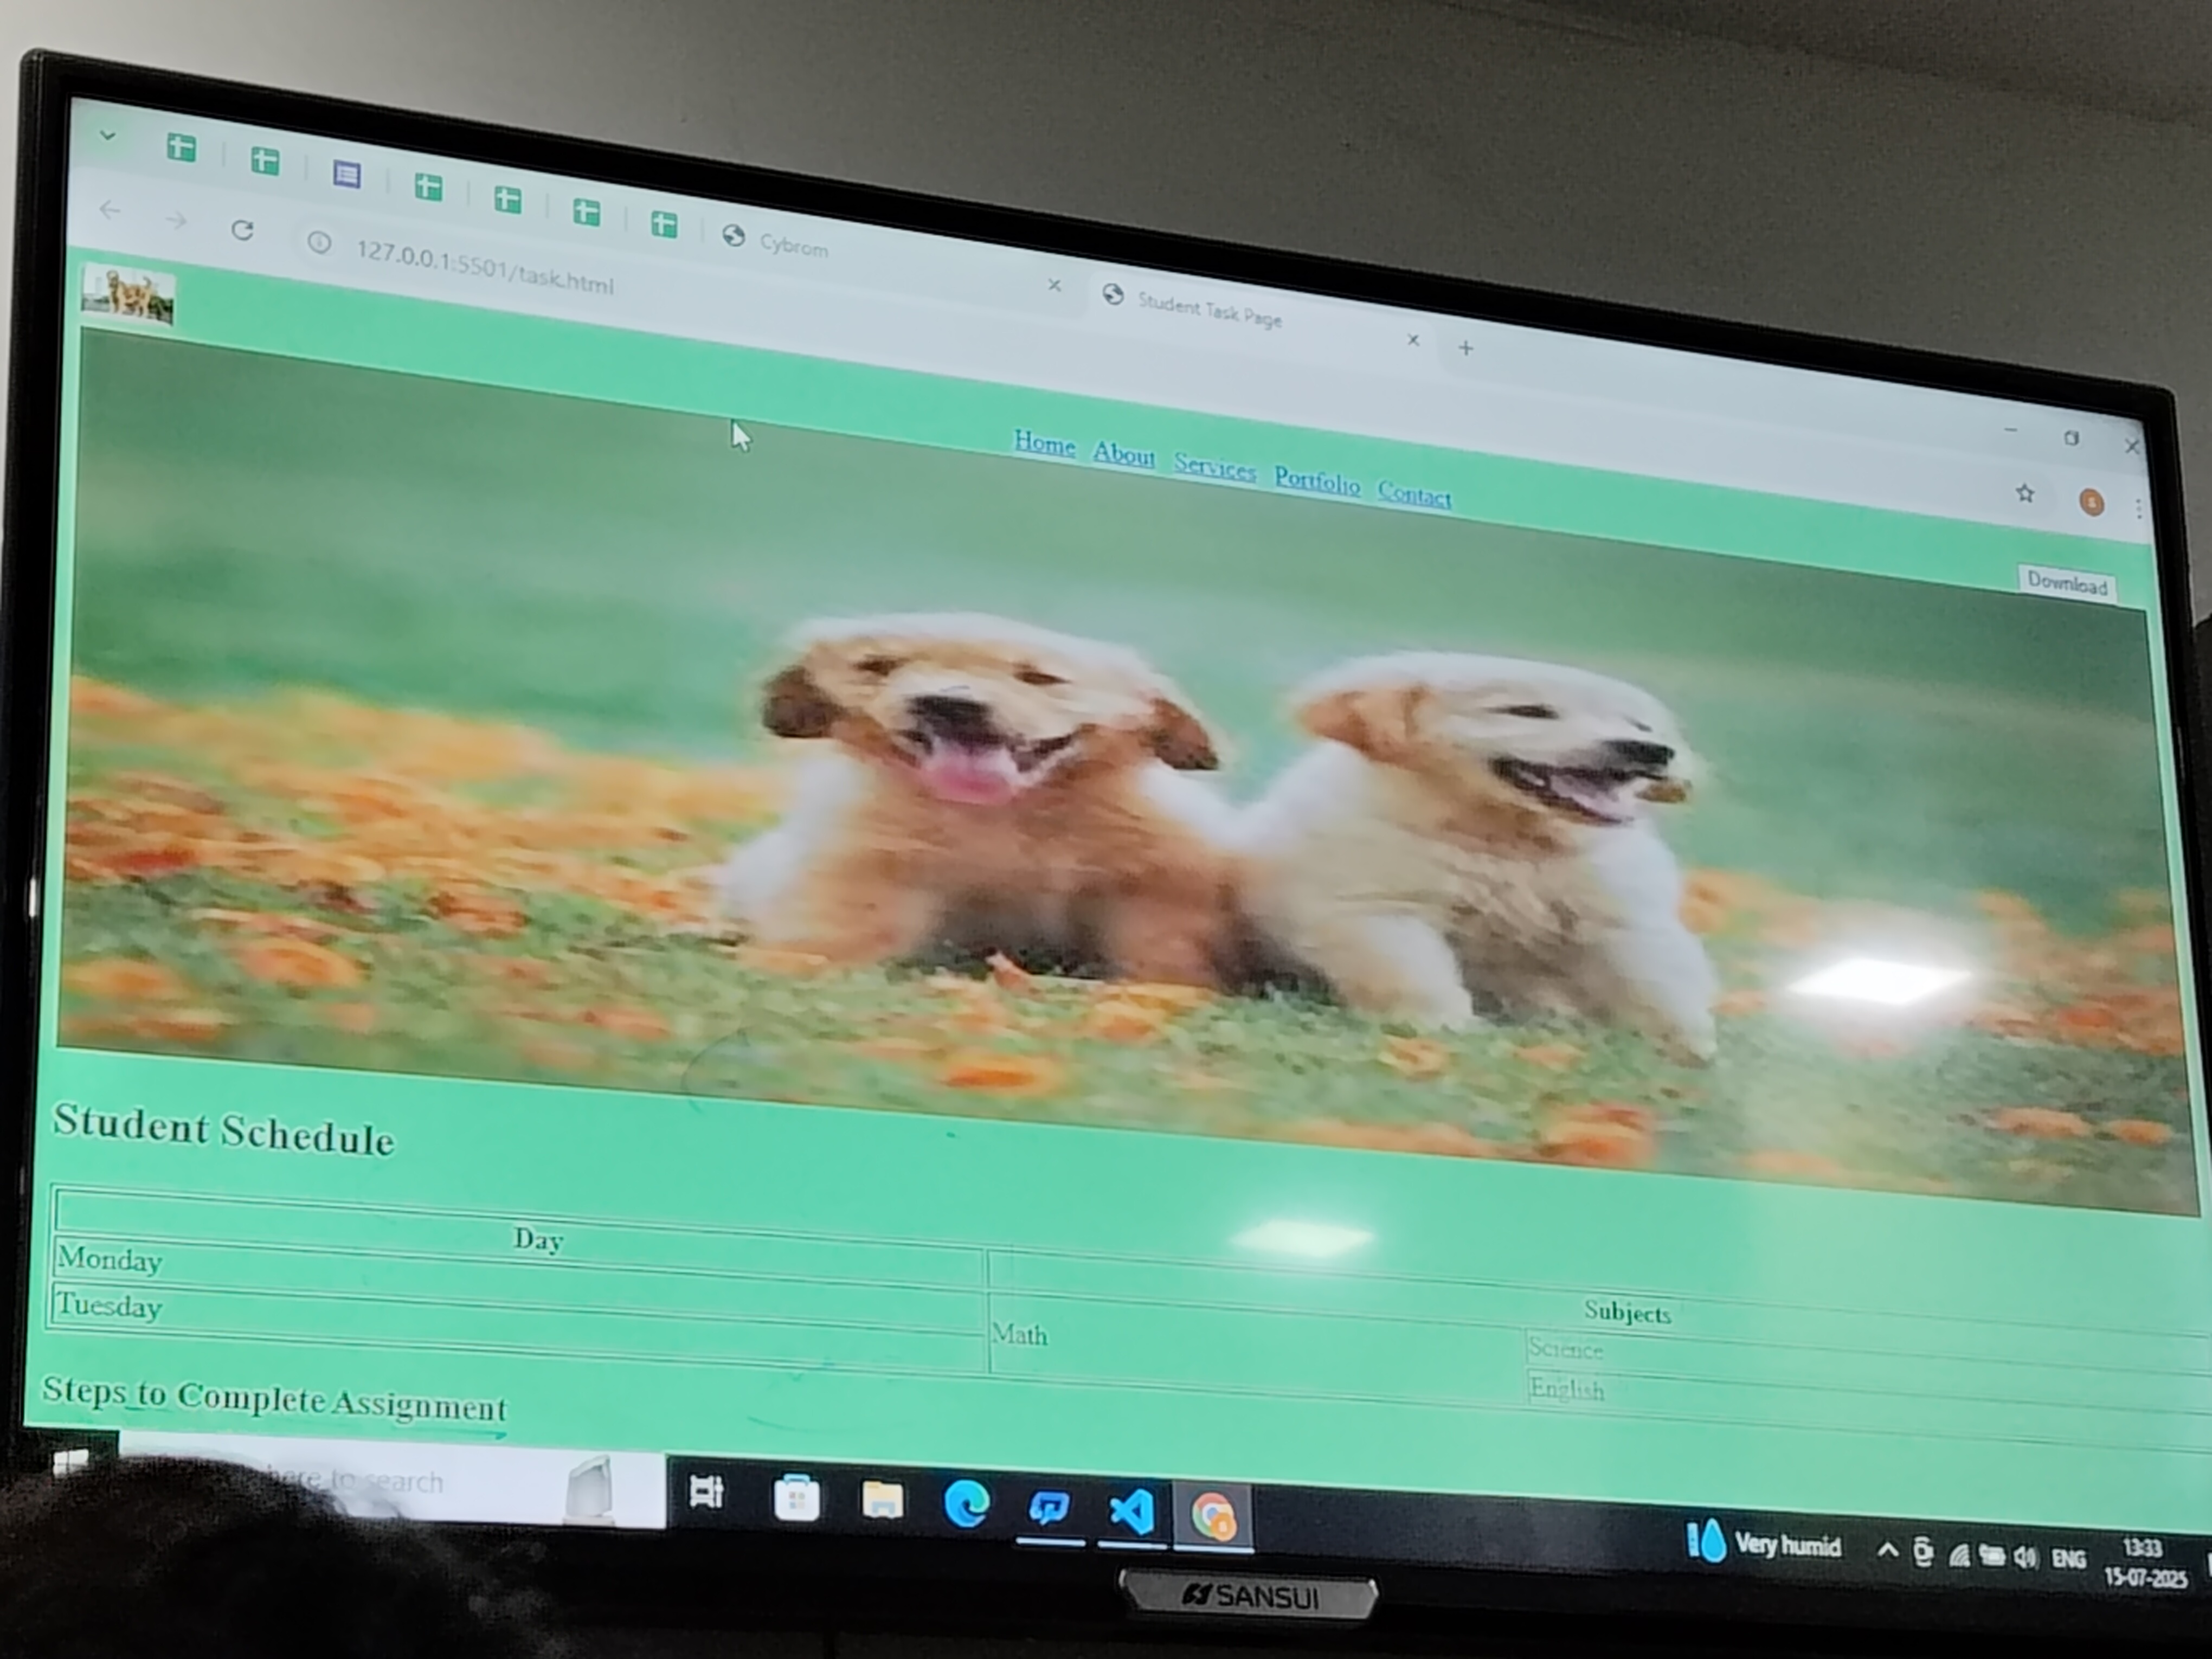 Cybrom
Student Task Page
127.0.0.1:5501/task.html
Home About Services Portfolio Contact
Download
Student Schedule
Day
Subjects
Monday
Math
Science
Tuesday
English
Steps to Complete Assignment
here to search
Very humid
ENG
13:33
15-07-2025
SANSUI